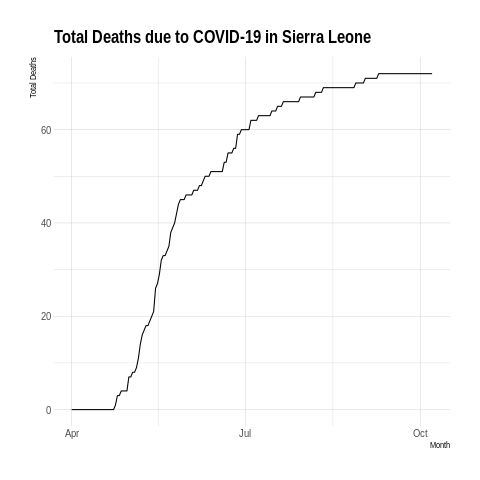 Total Deaths due to COVID-19 in Sierra Leone
Total Deaths
60
40
20
0
Apr
Jul
Oct
Month